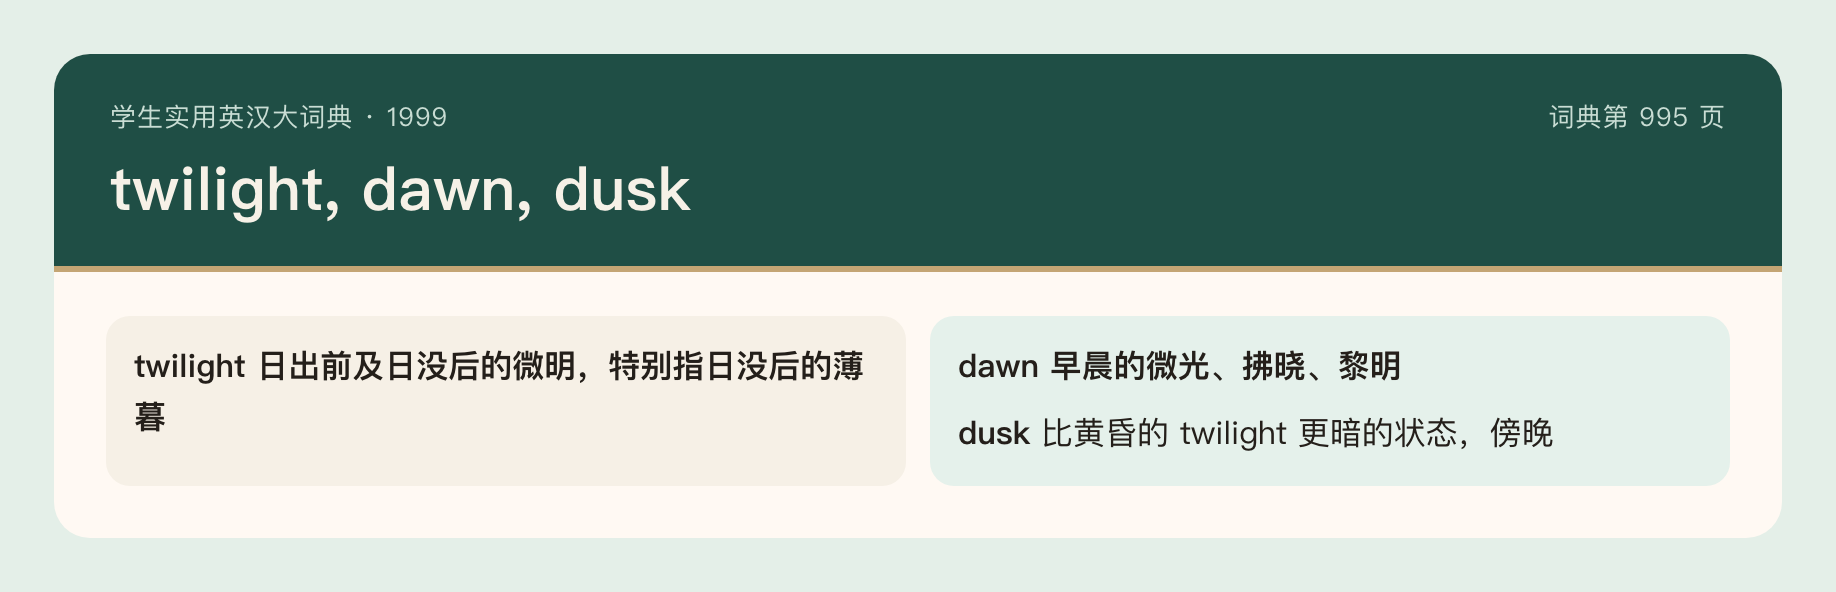 学生实用英汉大词典 · 1999
词典第 995 页
twilight, dawn, dusk
twilight 日出前及日没后的微明，特别指日没后的薄
暮
dawn 早晨的微光、拂晓、黎明
dusk 比黄昏的 twilight 更暗的状态，傍晚